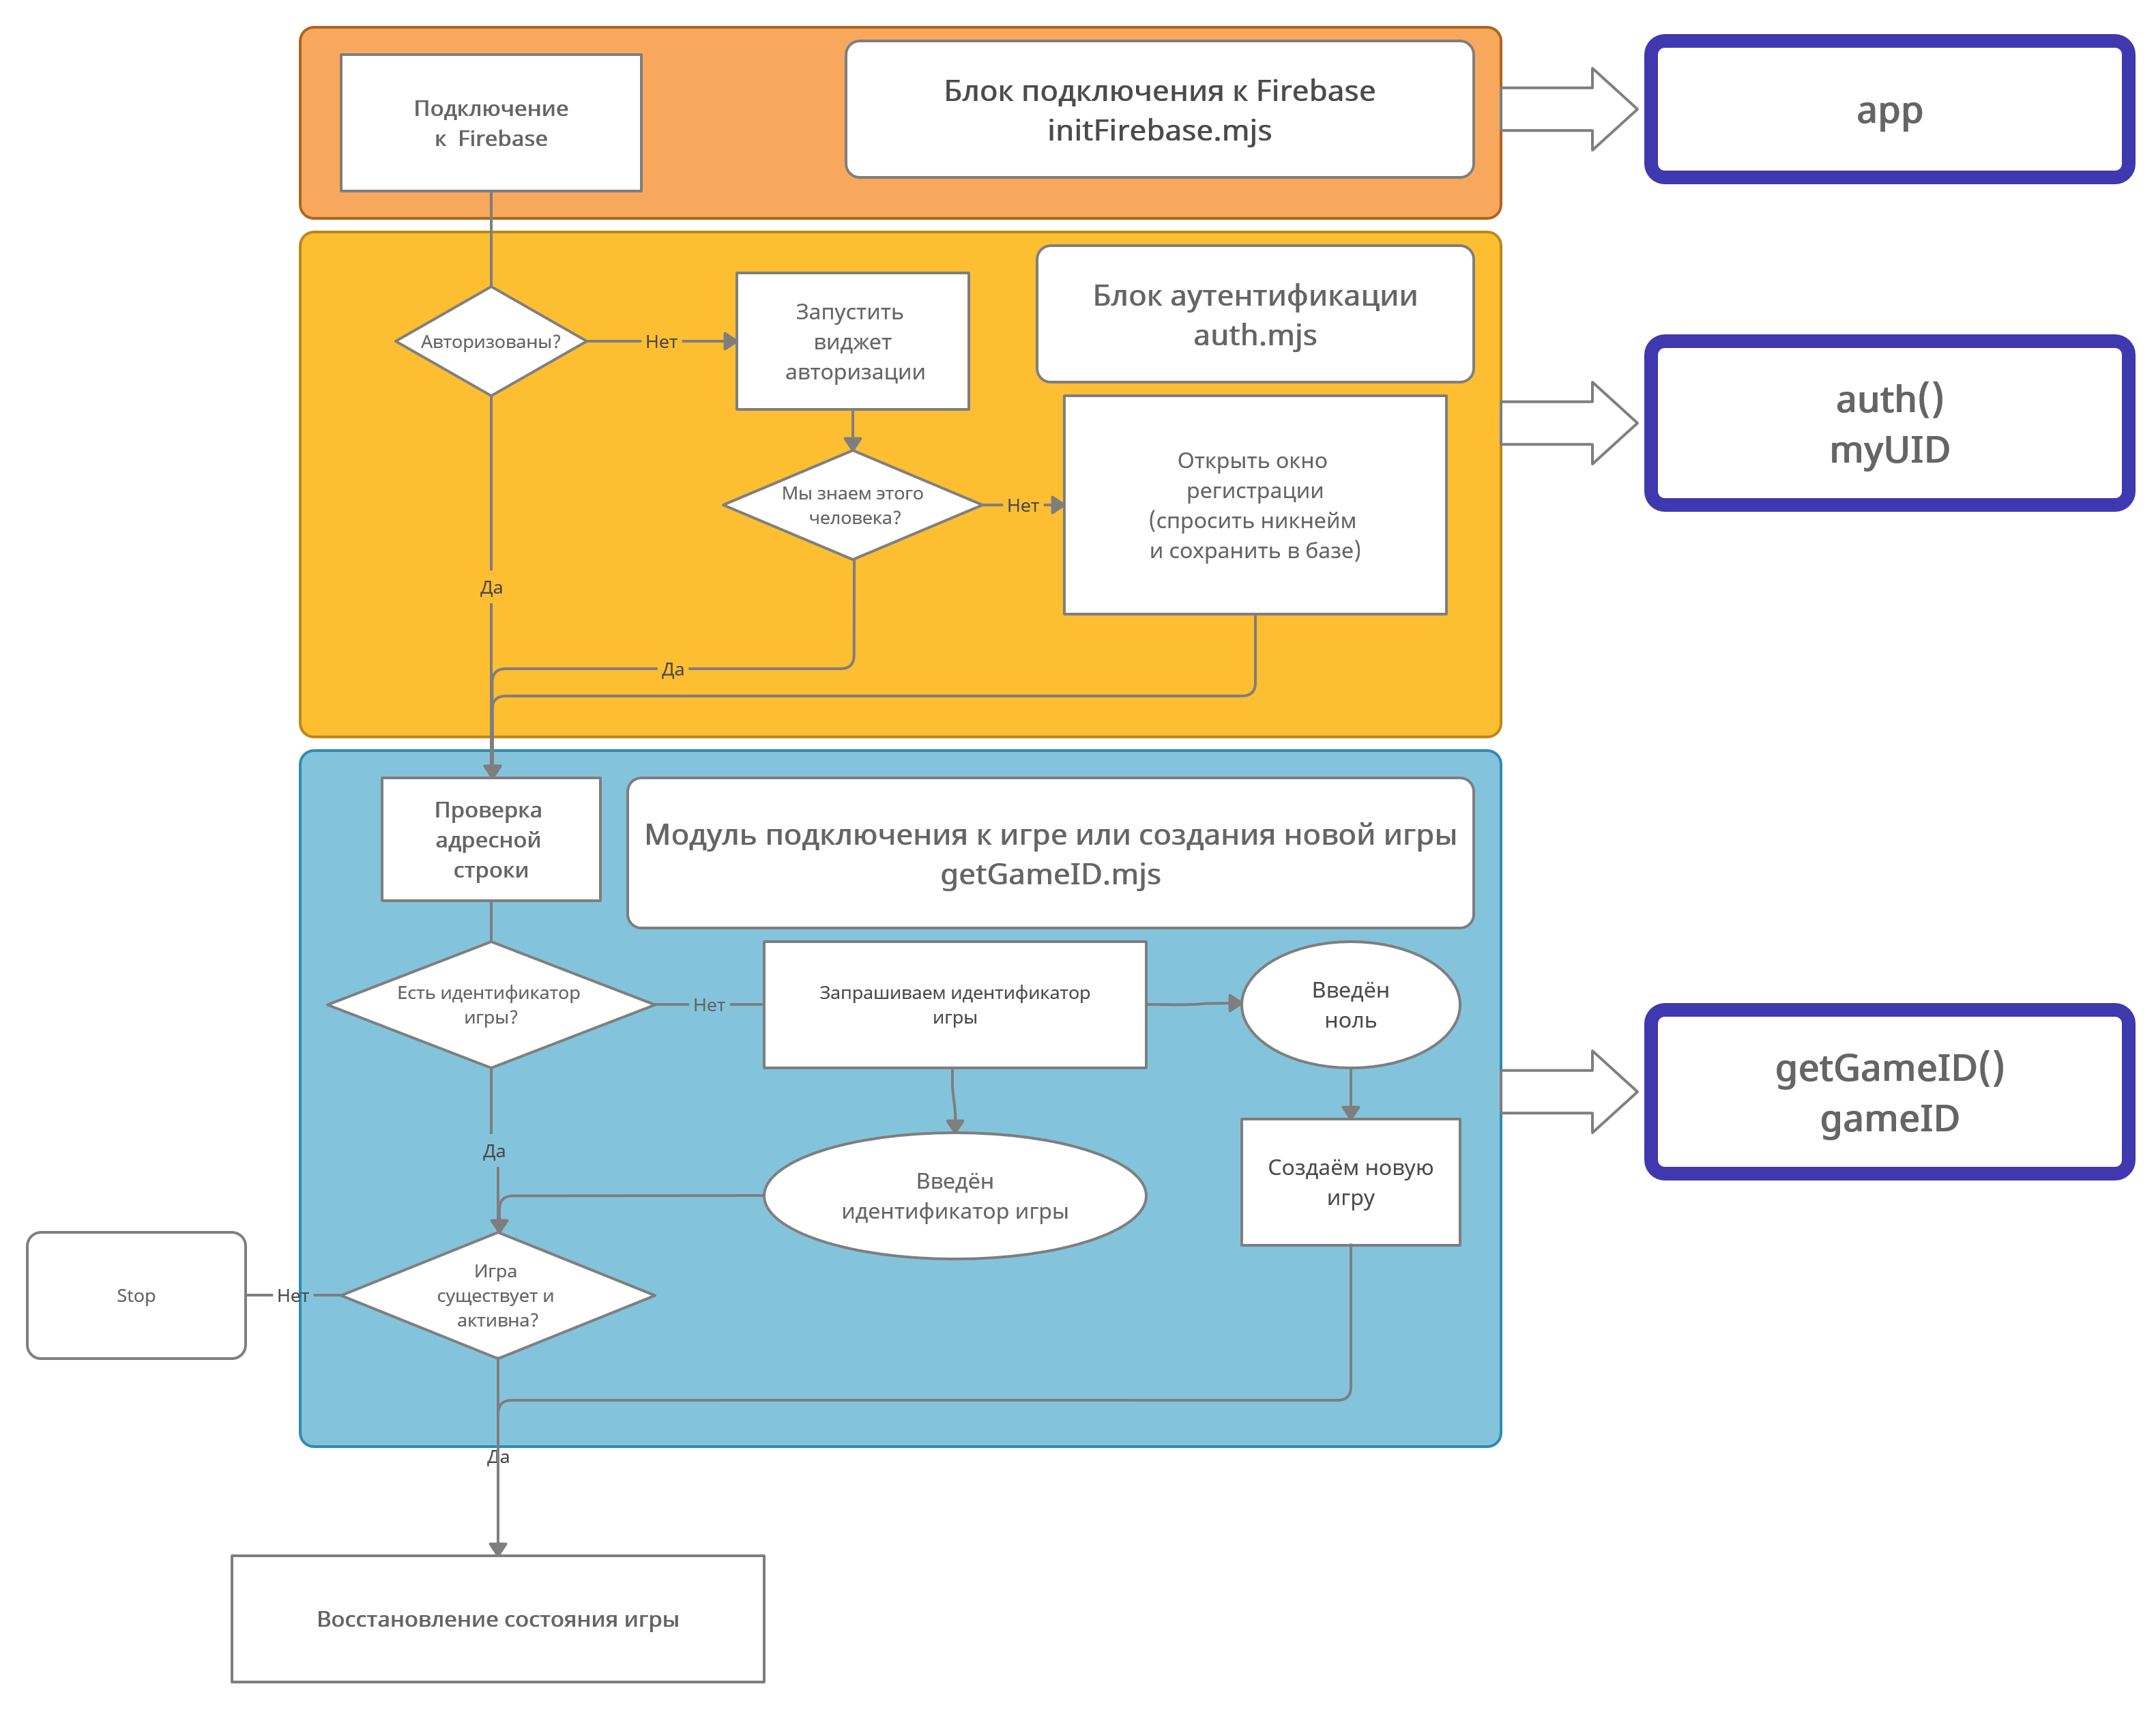 Подключение
к Firebase
Блок подключения к Firebase
initFirebase.mjs
app
Авторизованы?
Нет
Запустить
виджет
авторизации
Блок аутентификации
auth.mjs
auth()
myUID
Мы знаем этого
человека?
Нет
Открыть окно
регистрации
(спросить никнейм
и сохранить в базе)
Да
Да
Проверка
адресной
строки
Модуль подключения к игре или создания новой игры
getGameID.mjs
Есть идентификатор
игры?
Нет
Запрашиваем идентификатор
игры
Введён
ноль
getGameID()
gameID
Да
Введён
идентификатор игры
Создаём новую
игру
Stop
Нет
Игра
существует и
активна?
Да
Восстановление состояния игры